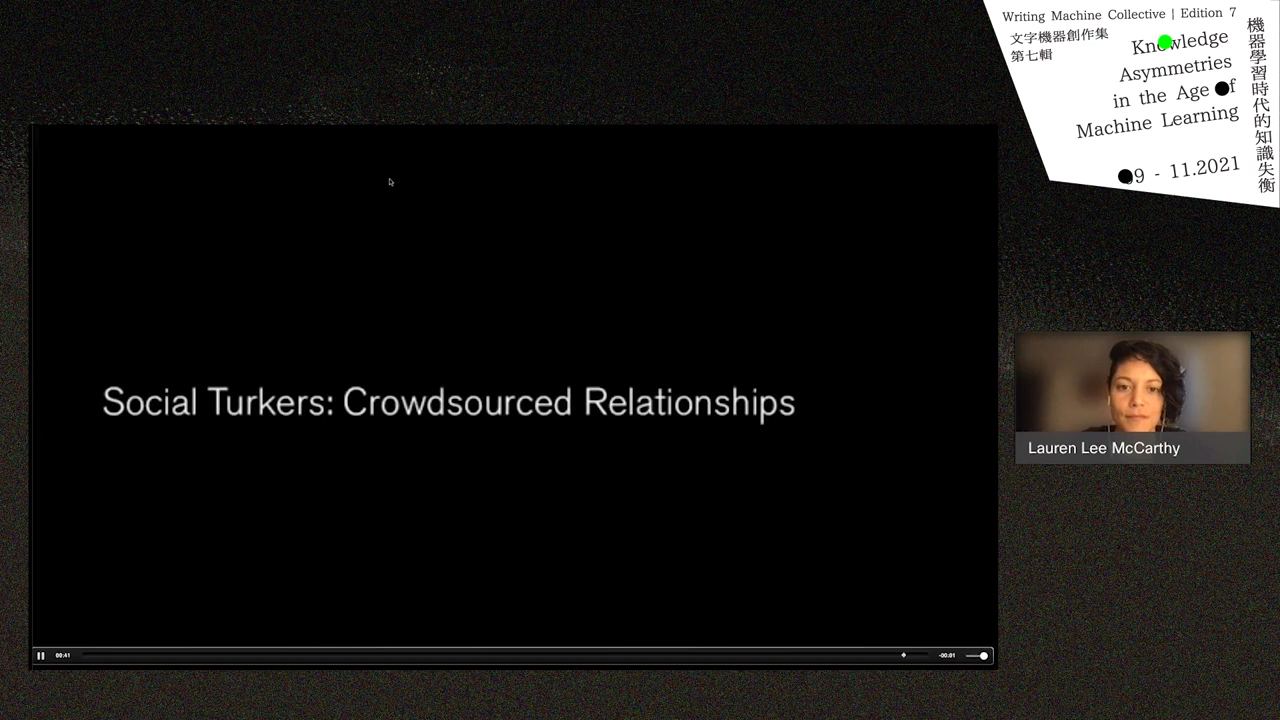 Writing Machine Collective | Edition 7
文字機器創作集
第七輯
Knowledge
Asymmetries
in the Age of
Machine Learning
09 - 11.2021
機器學習時代的知識失衡
Social Turkers: Crowdsourced Relationships
Lauren Lee McCarthy
00:41
-00:01